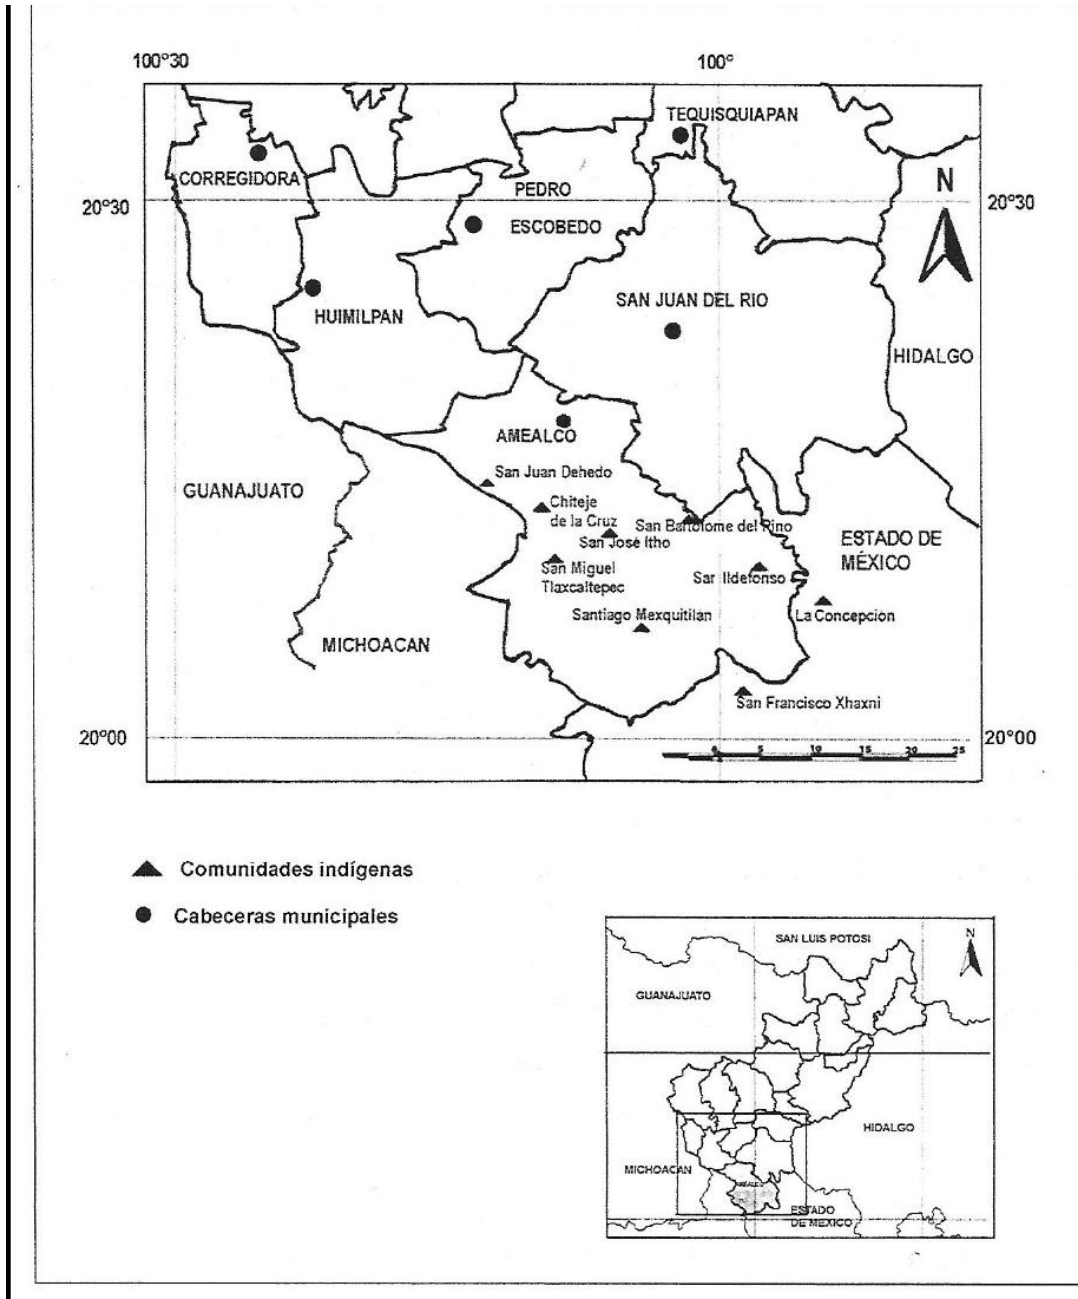 100°30
100°
TEQUISQUIAPAN
CORREGIDORA
PEDRO
ESCOBEDO
N
20°30
20°30
SAN JUAN DEL RIO
HUIMILPAN
HIDALGO
AMEALCO
San Juan Dehedo
GUANAJUATO
Chiteje
de la Cruz
San Bartolome del Pino
San José Itho
ESTADO DE
MÉXICO
San Miguel
Tlaxcaltepec
Sar Ildefonso
Santiago Mexquitilan
La Concepcion
MICHOACAN
San Francisco Xhaxni
20°00
20°00
0 5 10 15 20 25
Comunidades indígenas
Cabeceras municipales
SAN LUIS POTOSI
N
GUANAJUATO
HIDALGO
MICHOACAN
ESTADO
DE MEXICO